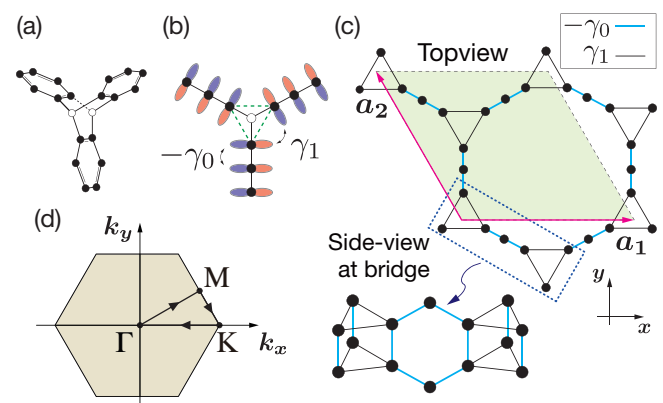 (a)
(b)
(c)
−γ0
γ1
Topview
a2
−γ0
γ1
a1
(d)
ky
M
Γ
K
kx
Side-view
at bridge
y
x